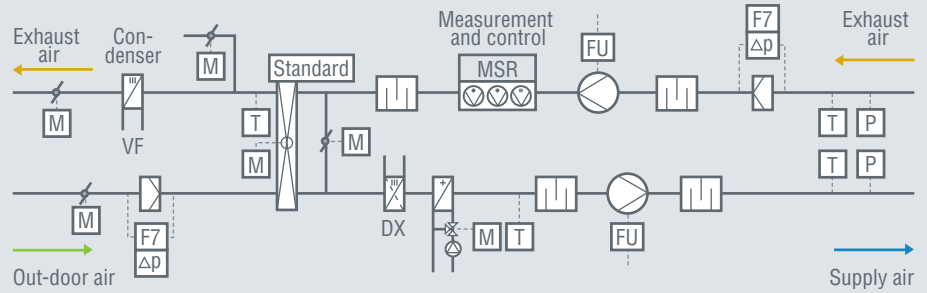 Measurement
and control
Exhaust
air
Con-
denser
Exhaust
air
F7
Δp
M
FU
Standard
MSR
M
T
T
P
VF
M
M
T
P
M
DX
F7
Δp
M
T
FU
Out-door air
Supply air